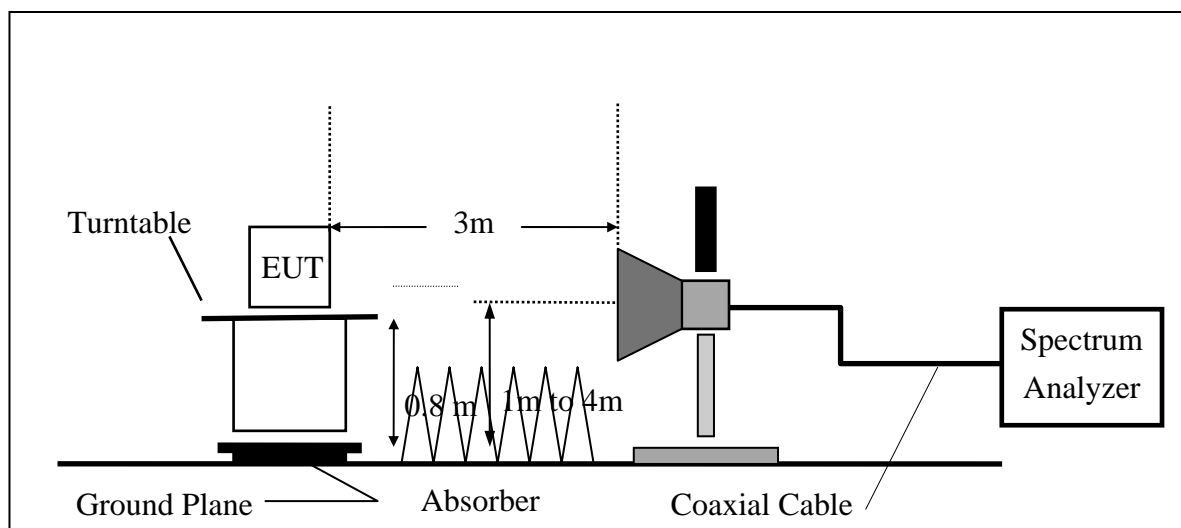 3m
Turntable
EUT
Spectrum
Analyzer
0.8 m
1m to 4m
Ground Plane
Absorber
Coaxial Cable